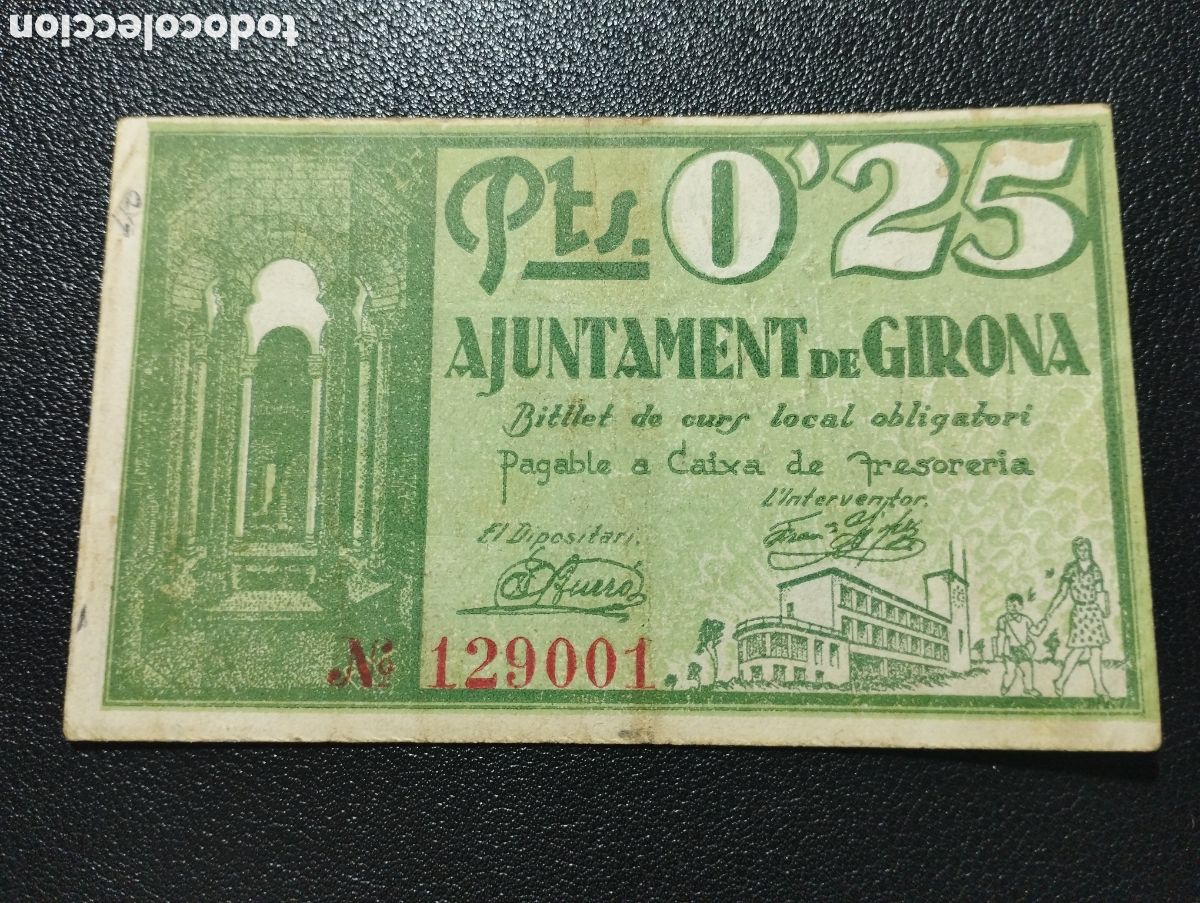 todocoleccion
Pts. 0'25
AJUNTAMENT DE GIRONA
Bitllet de curs local obligatori
Pagable a Caixa de Tresoreria
L'Interventor.
El Dipositari,
No 129001